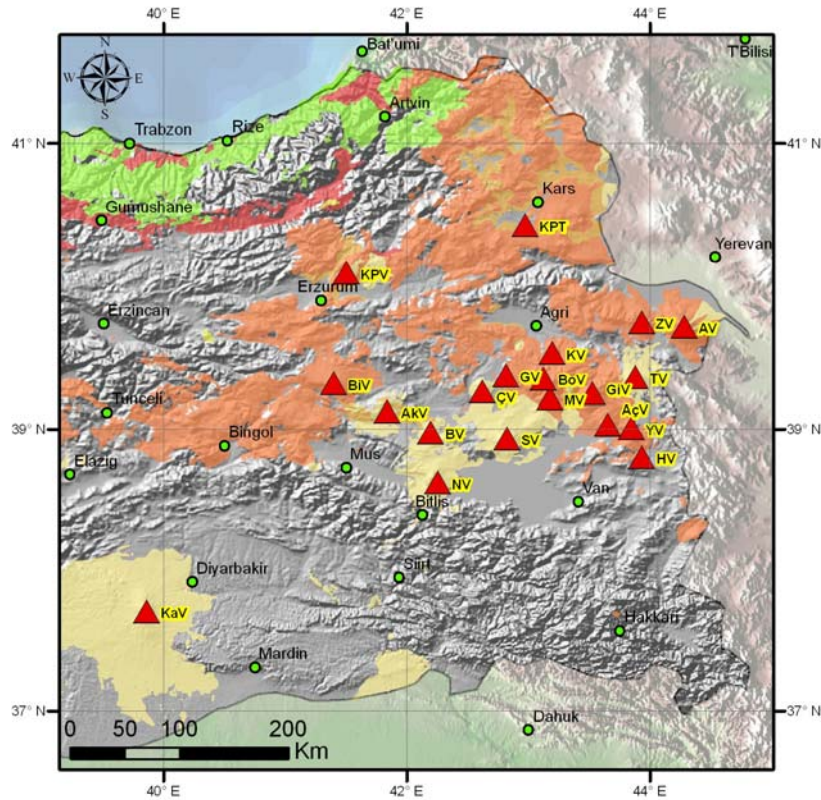 40° E
42° E
44° E
Bat'umi
T'Bilisi
N
W
E
S
Artvin
41° N
41° N
Trabzon
Rize
Kars
Gumushane
KPT
Yerevan
KPV
Erzurum
Erzincan
Agri
ZV
AV
KV
GV
BoV
TV
BiV
ÇV
MV
GiV
Tunceli
AkV
AçV
39° N
BV
SV
YV
39° N
Bingol
HV
Elazig
Mus
NV
Van
Bitlis
Diyarbakir
Siirt
KaV
Hakkari
Mardin
37° N
37° N
0
50
100
200
Km
Dahuk
40° E
42° E
44° E